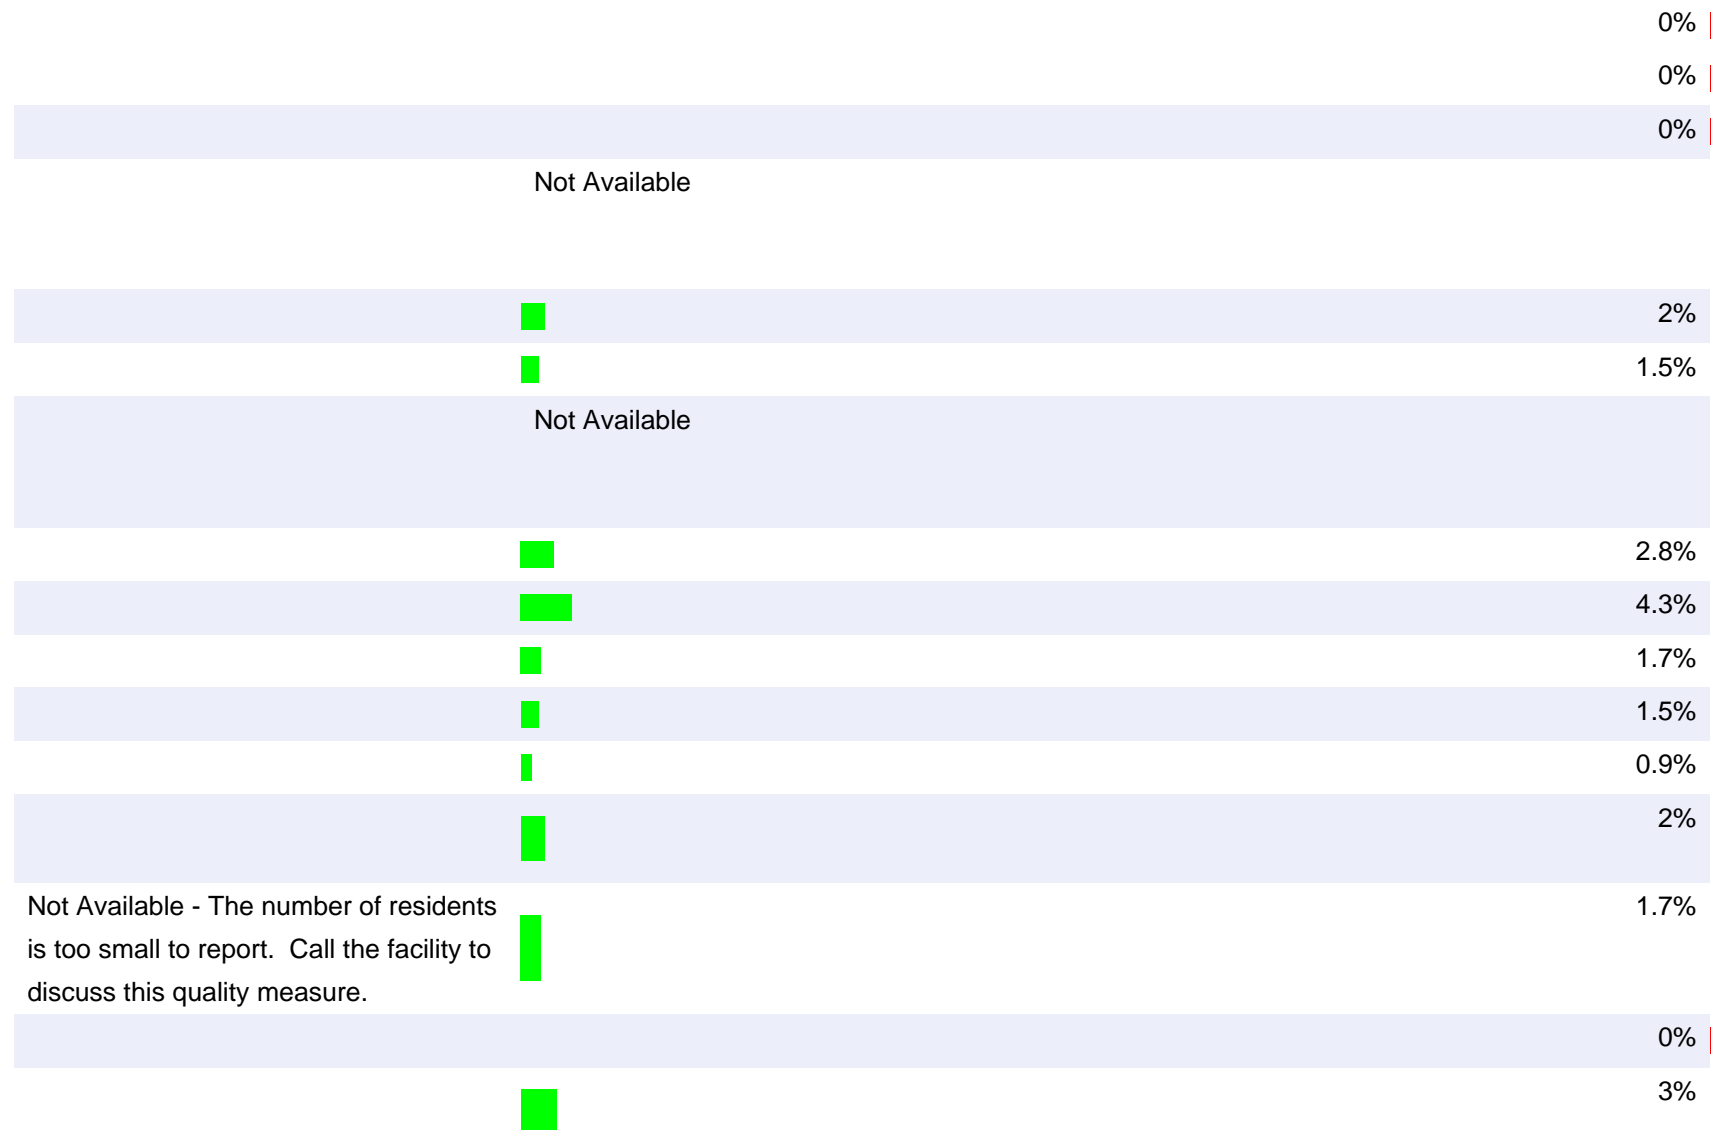 0%
0%
0%
Not Available
2%
1.5%
Not Available
2.8%
4.3%
1.7%
1.5%
0.9%
2%
Not Available - The number of residents
is too small to report.  Call the facility to
discuss this quality measure.
1.7%
0%
3%